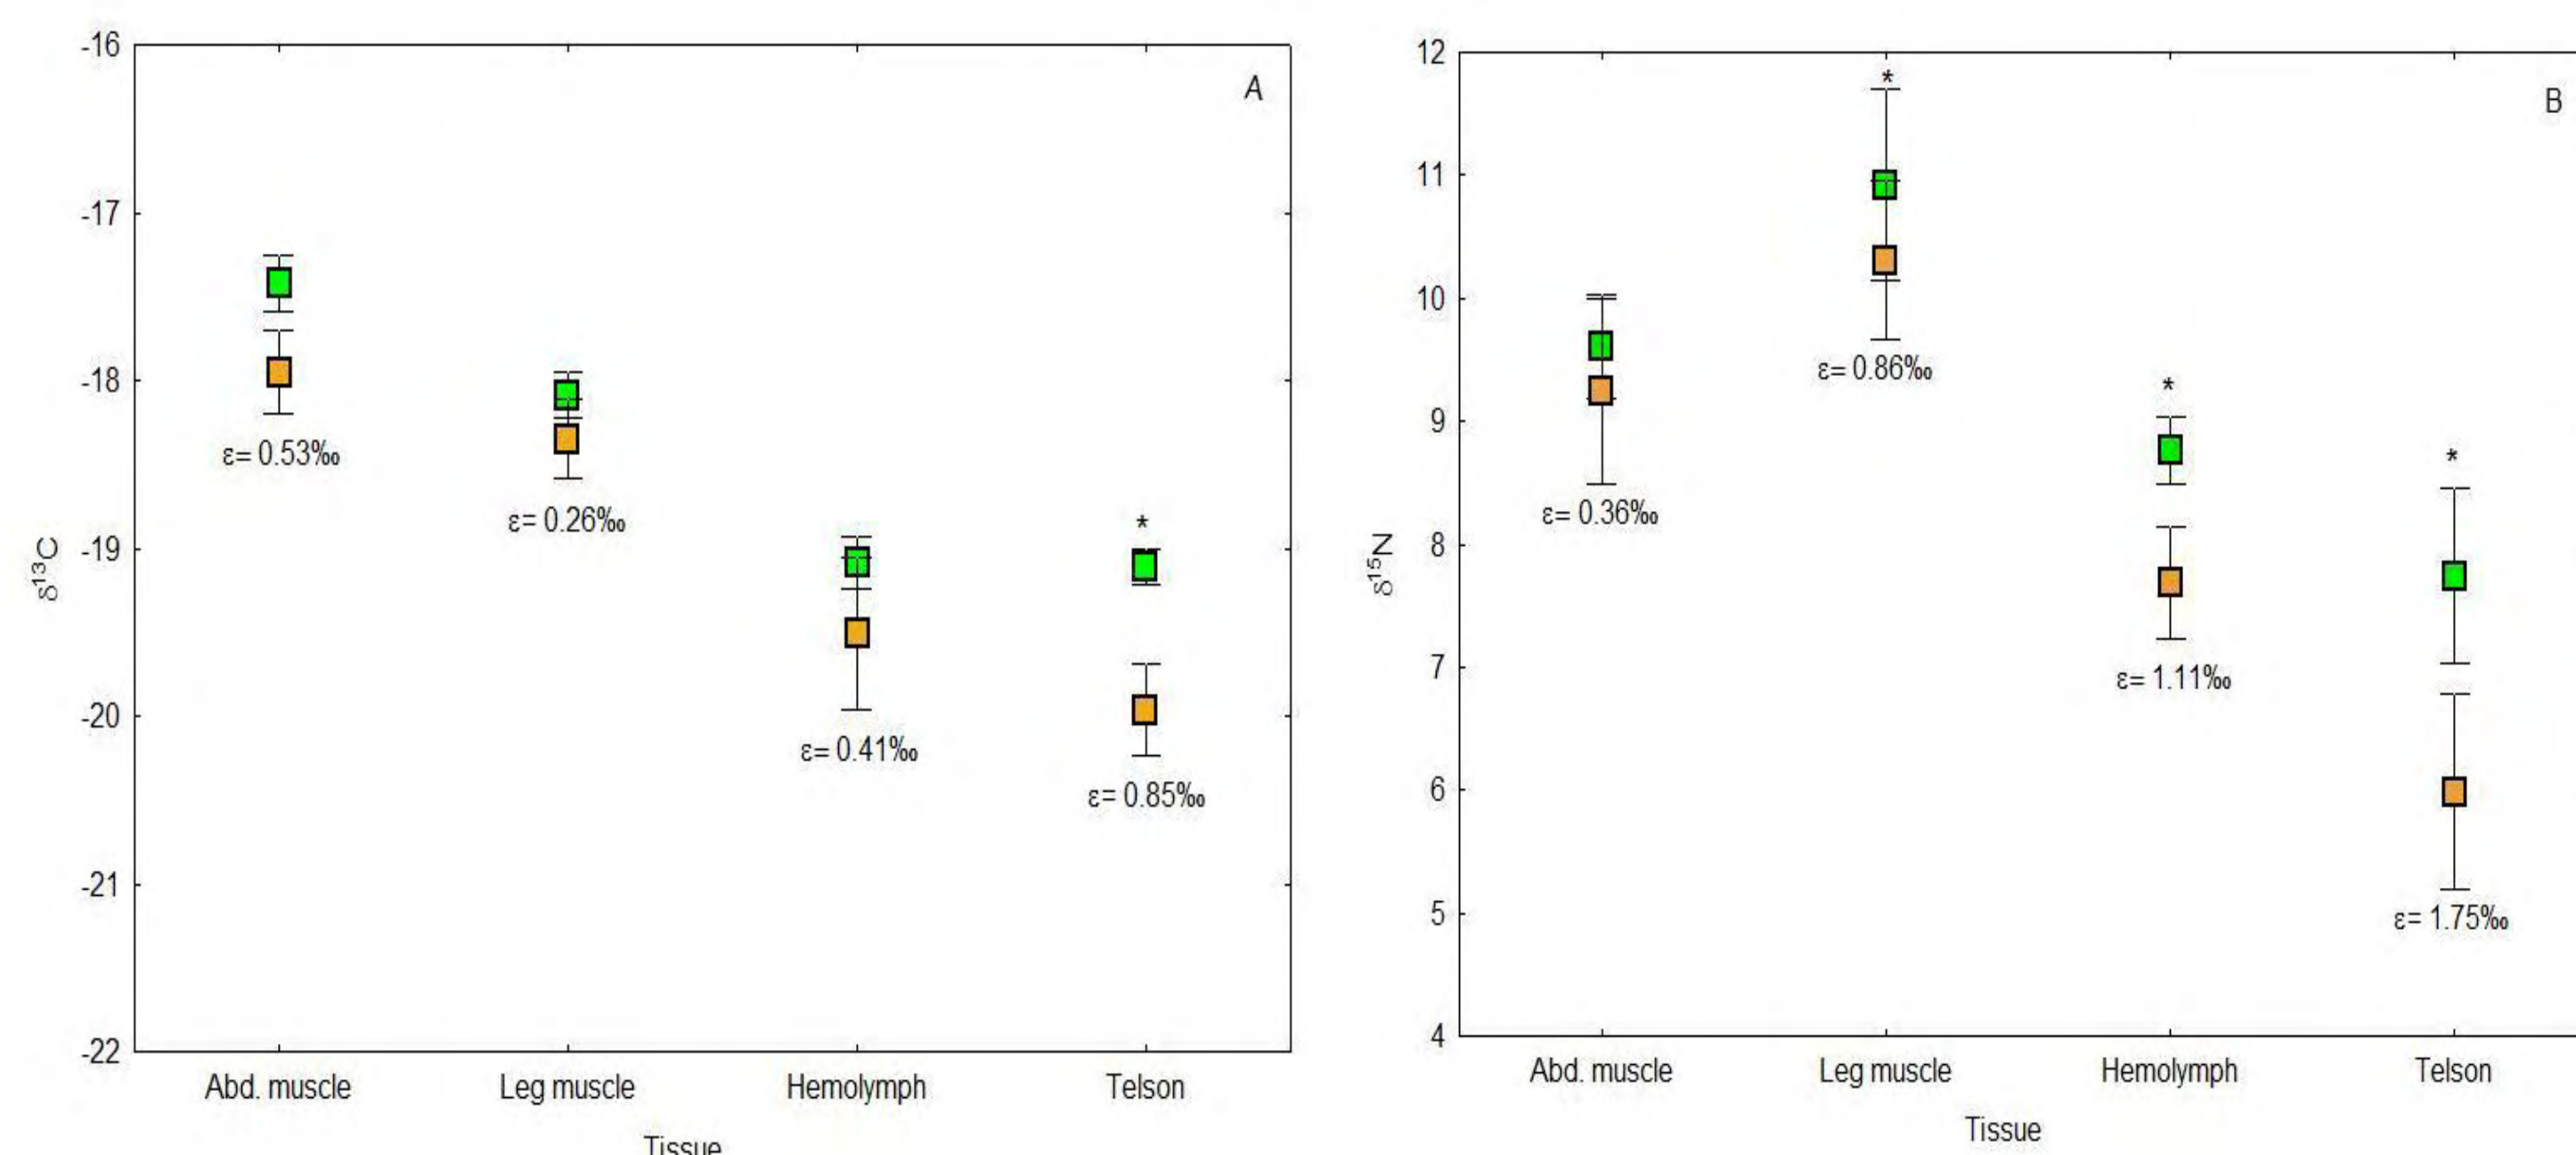 A
-16
-17
-18
-19
-20
-21
-22
δ13C
ε= 0.53‰
ε= 0.26‰
ε= 0.41‰
*
ε= 0.85‰
Abd. muscle
Leg muscle
Hemolymph
Telson
Tissue
B
12
11
10
9
8
7
6
5
4
δ15N
ε= 0.36‰
*
ε= 0.86‰
*
ε= 1.11‰
*
ε= 1.75‰
Abd. muscle
Leg muscle
Hemolymph
Telson
Tissue